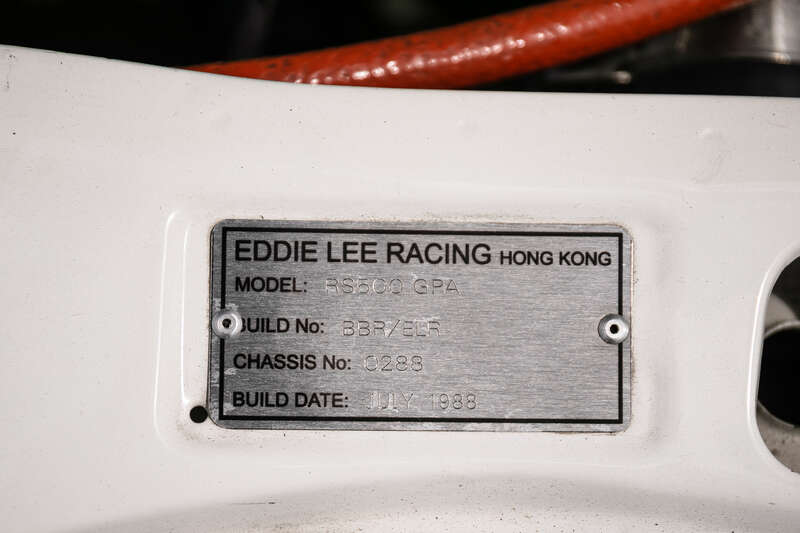 EDDIE LEE RACING HONG KONG
MODEL: RS500 GPA
BUILD No: BBR/ELR
CHASSIS No: 0288
BUILD DATE: JULY 1988